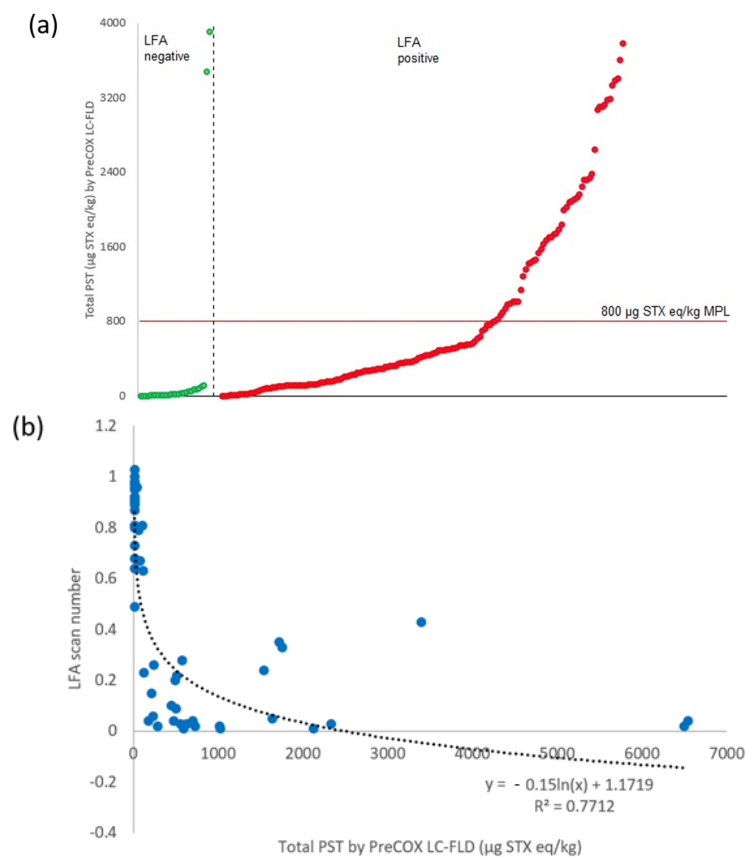 (a)
LFA
negative
LFA
positive
4000
3200
2400
1600
800
0
Total PST (µg STX eq/kg) by PreCOX LC-FLD
800 µg STX eq/kg MPL
(b)
1.2
1
0.8
0.6
0.4
0.2
0
-0.2
-0.4
LFA scan number
0 1000 2000 3000 4000 5000 6000 7000
y = - 0.15ln(x) + 1.1719
R² = 0.7712
Total PST by PreCOX LC-FLD (µg STX eq/kg)